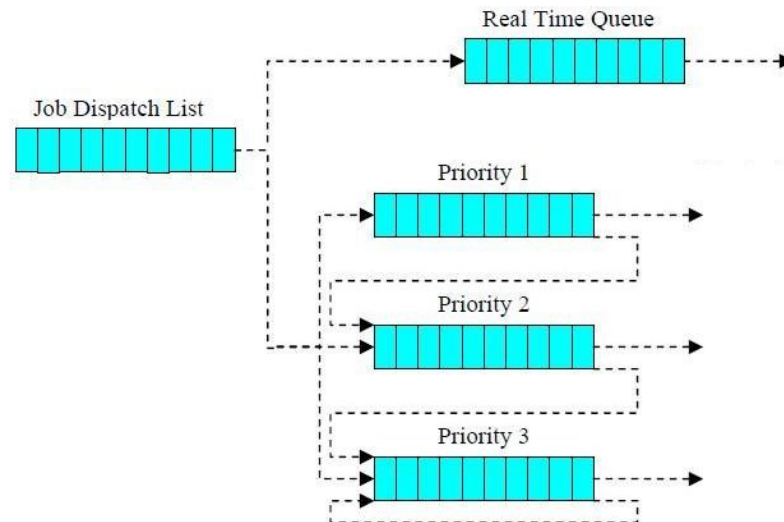 Real Time Queue
Job Dispatch List
Priority 1
Priority 2
Priority 3